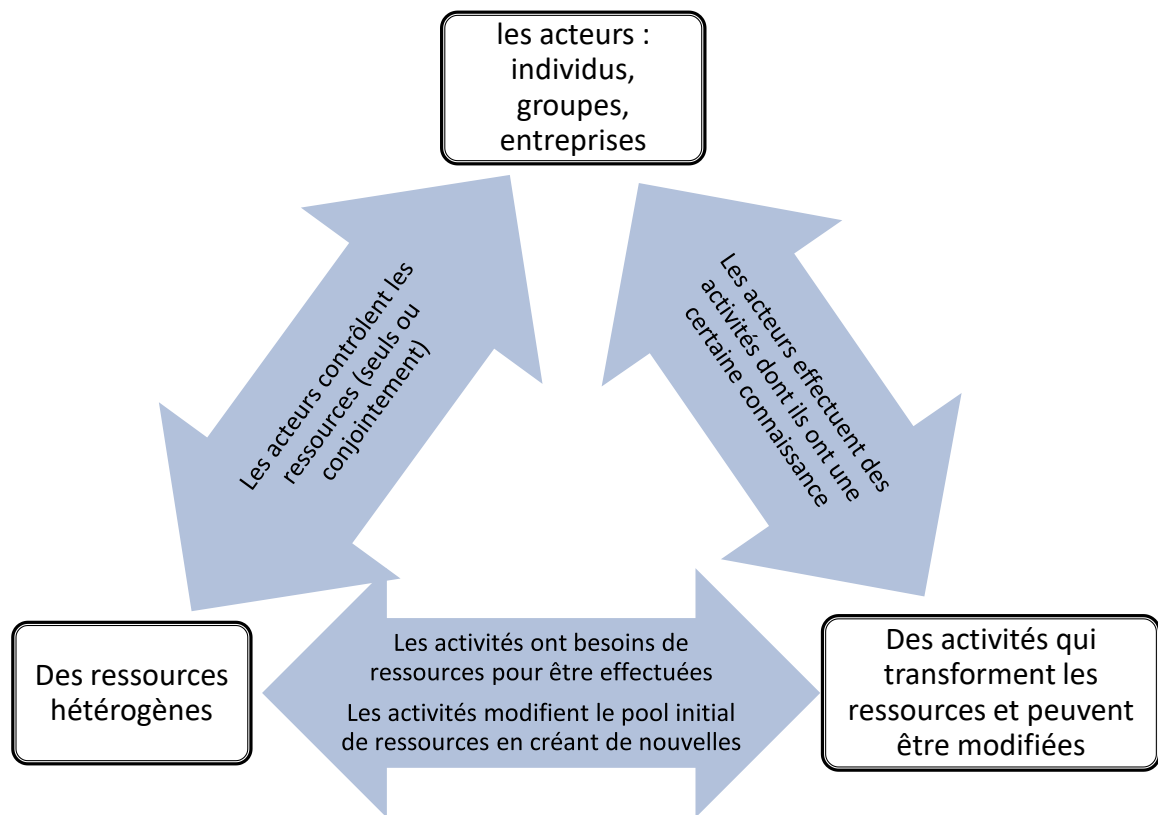 les acteurs :
individus,
groupes,
entreprises
Les acteurs contrôlent les
ressources (seuls ou
conjointement)
Les acteurs effectuent des
activités dont ils ont une
certaine connaissance
Des ressources
hétérogènes
Les activités ont besoins de
ressources pour être effectuées
Les activités modifient le pool initial
de ressources en créant de nouvelles
Des activités qui
transforment les
ressources et peuvent
être modifiées